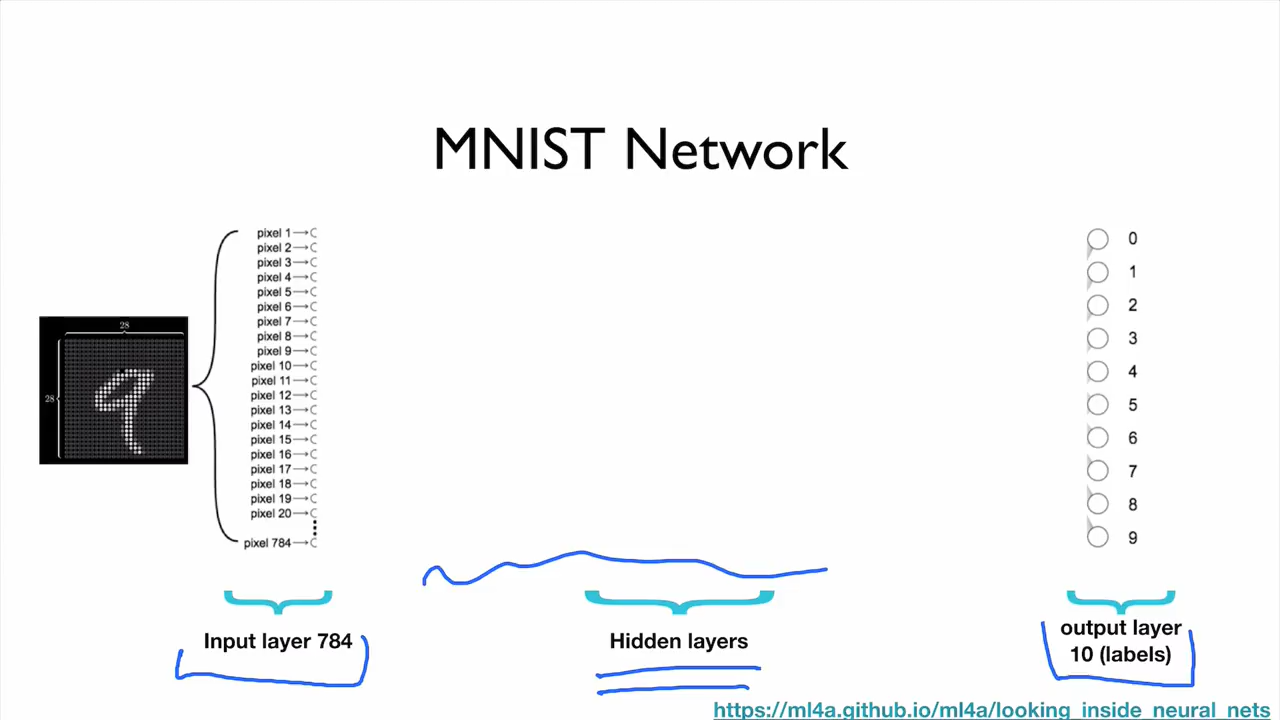 MNIST Network
28
28
pixel 1
pixel 2
pixel 3
pixel 4
pixel 5
pixel 6
pixel 7
pixel 8
pixel 9
pixel 10
pixel 11
pixel 12
pixel 13
pixel 14
pixel 15
pixel 16
pixel 17
pixel 18
pixel 19
pixel 20
pixel 784
0
1
2
3
4
5
6
7
8
9
Input layer 784
Hidden layers
output layer
10 (labels)
https://ml4a.github.io/ml4a/looking_inside_neural_nets